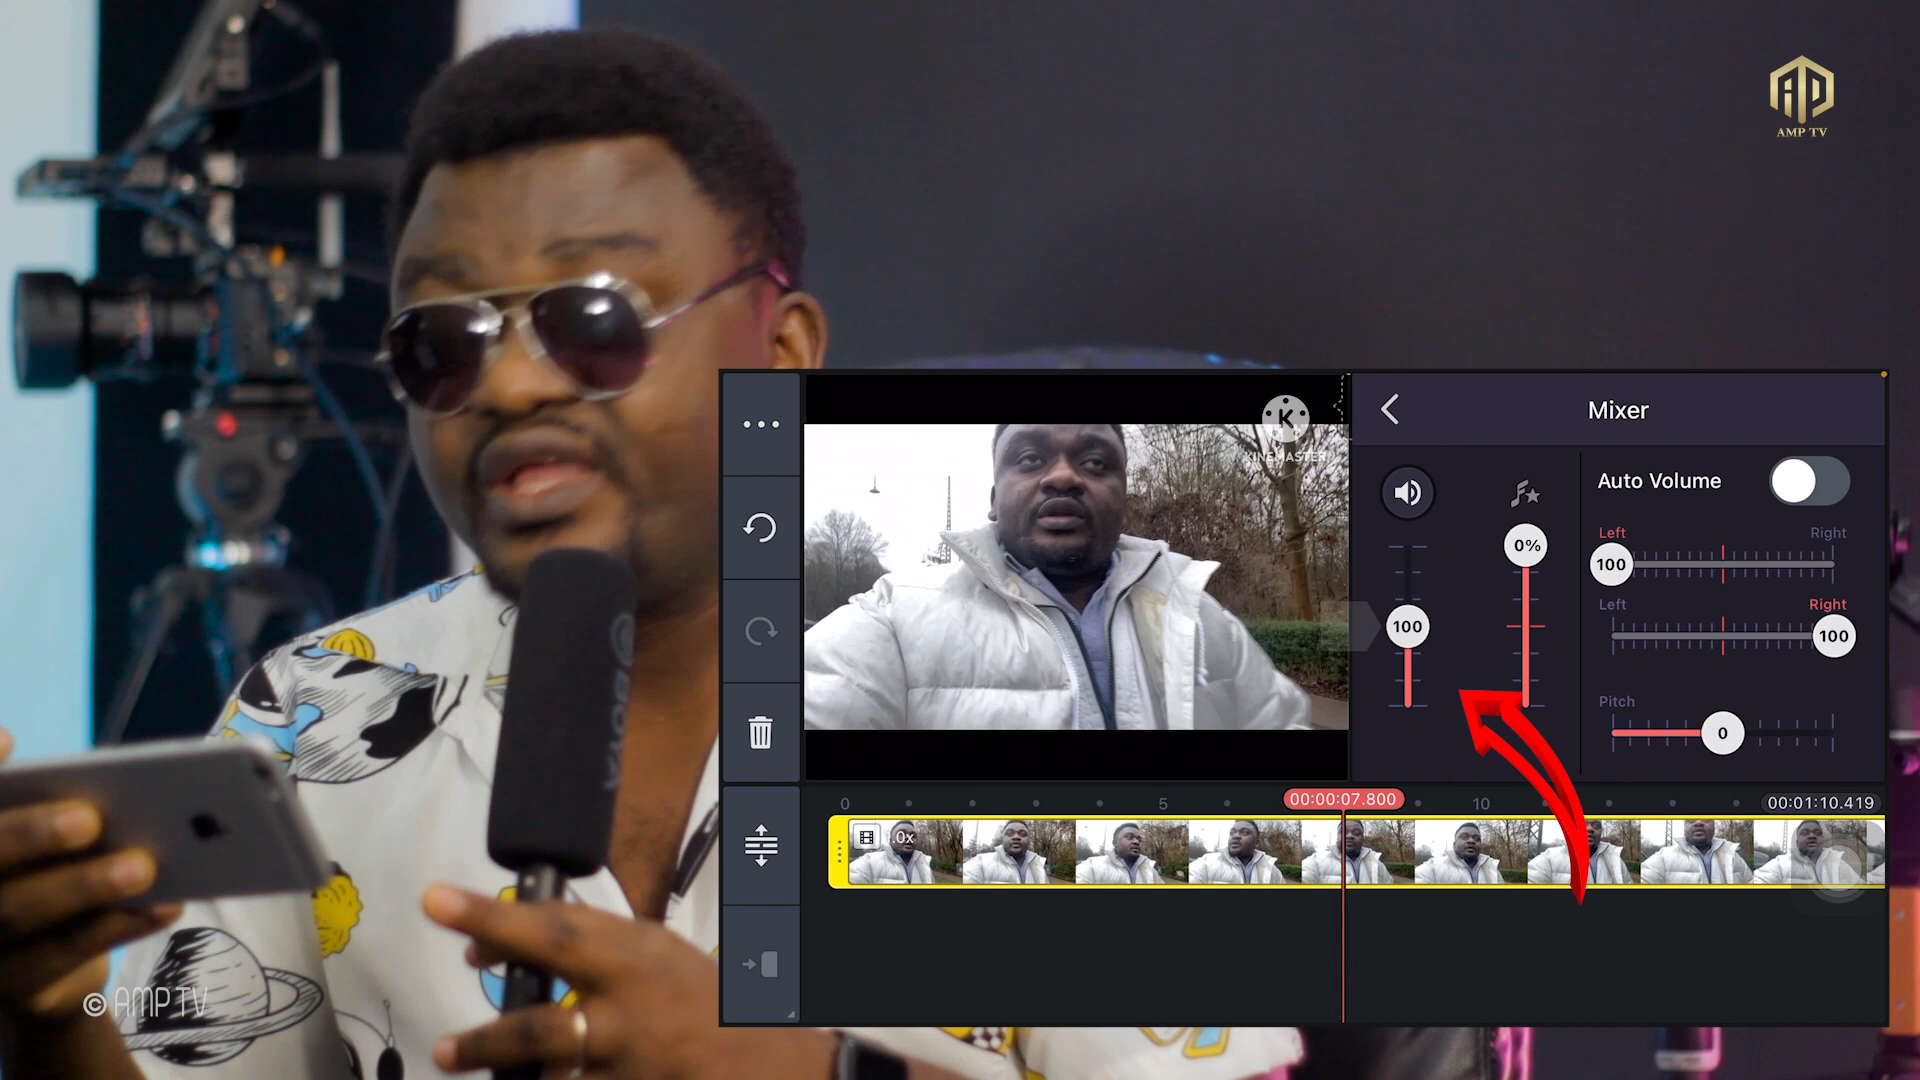 AMP TV
K
KINEMASTER
Mixer
Auto Volume
0%
100
Left
Right
100
Left
Right
100
Pitch
0
0
5
00:00:07.800
10
00:01:10.419
.0x
BOYA
© AMP TV